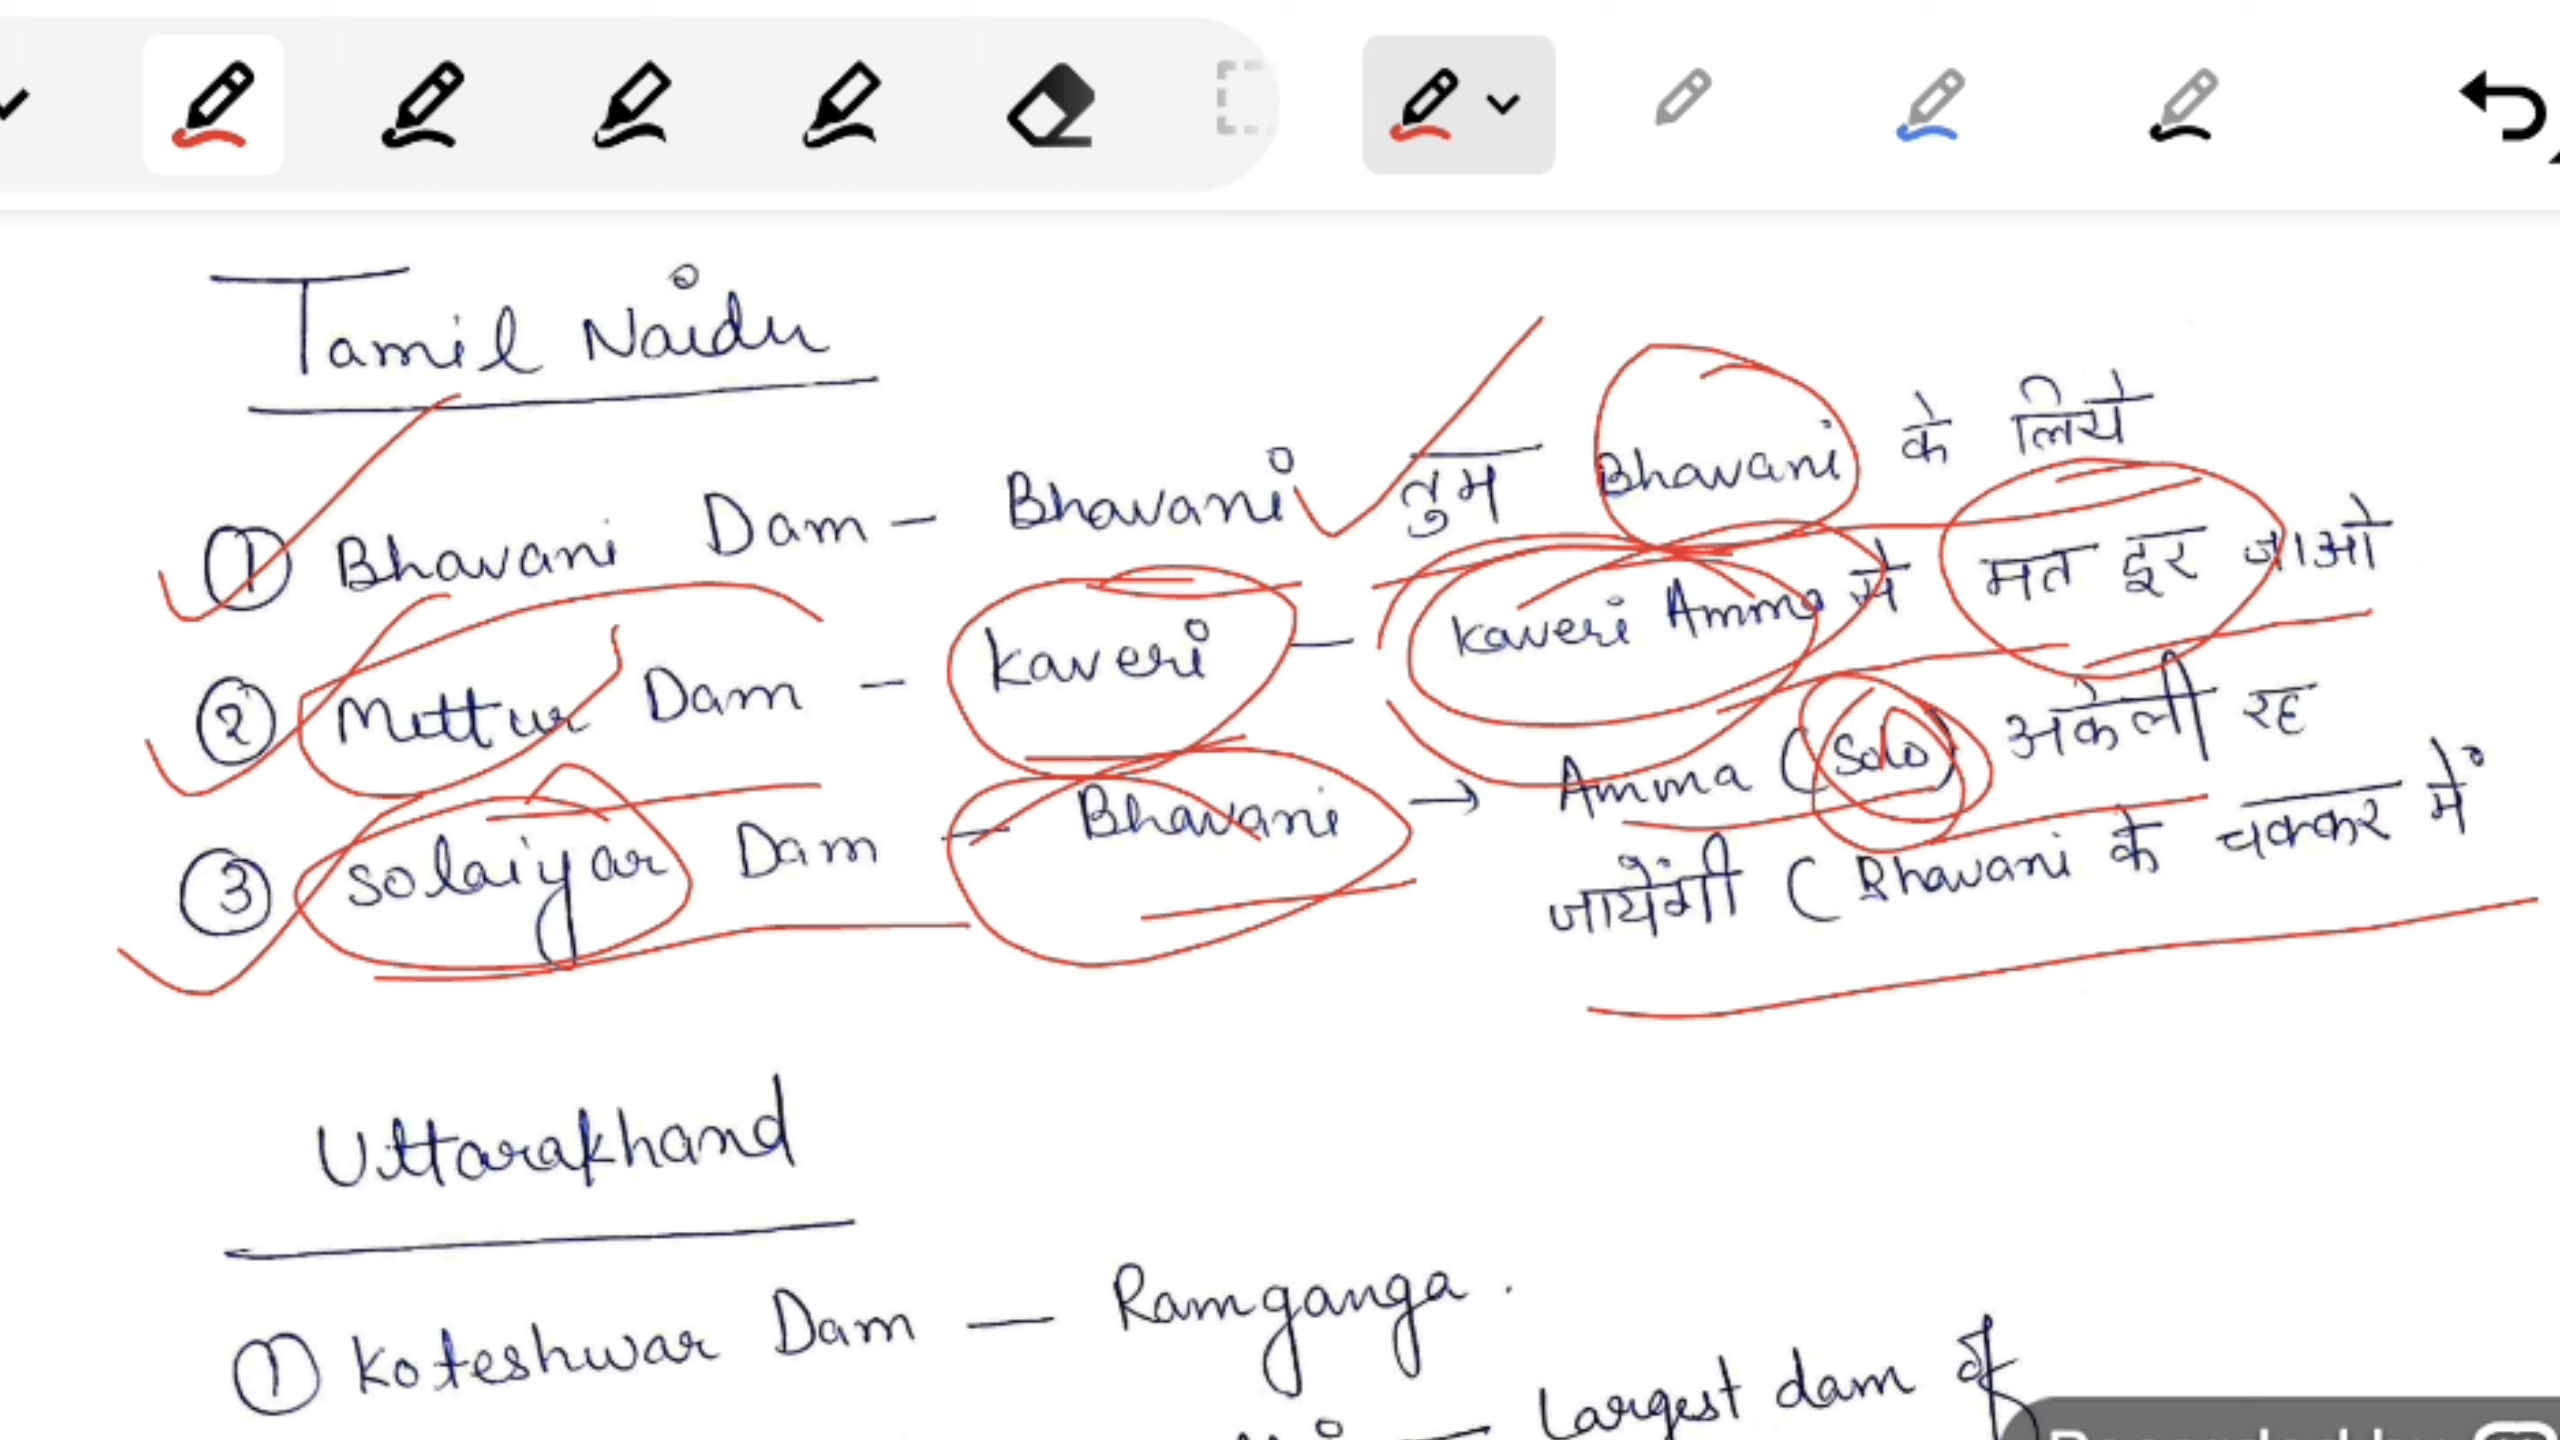 Tamil Naidu
① Bhavani Dam - Bhavani तुम Bhavani के लिये
② Mettur Dam - Kaveri - Kaveri Amma से मत दूर जाओ
③ Solaiyar Dam - Bhavani → Amma (Solo) अकेली रह
जायेंगी (Bhavani के चक्कर में
Uttarakhand
① Koteshwar Dam - Ramganga.
- Largest dam of